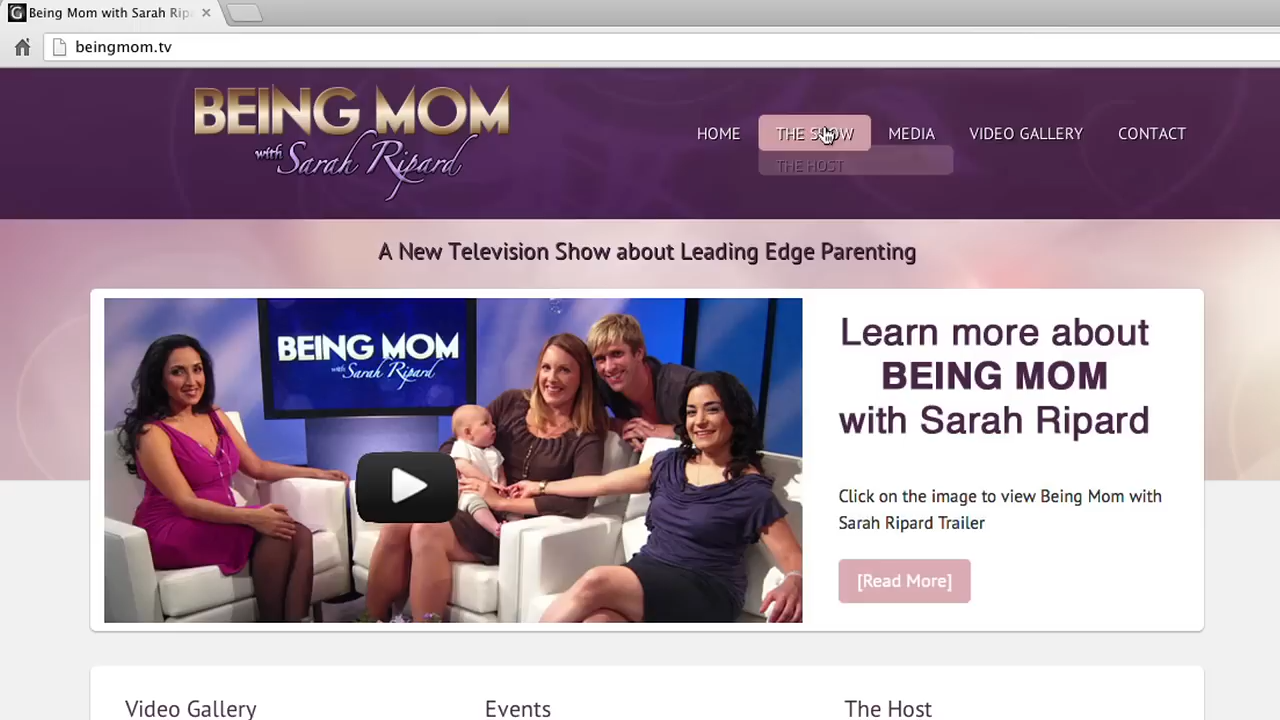 Being Mom with Sarah Rip
beingmom.tv
BEING MOM
with Sarah Ripard
HOME
THE SHOW
MEDIA
VIDEO GALLERY
CONTACT
THE HOST
A New Television Show about Leading Edge Parenting
BEING MOM
with Sarah Ripard
Learn more about
BEING MOM
with Sarah Ripard
Click on the image to view Being Mom with
Sarah Ripard Trailer
[Read More]
Video Gallery
Events
The Host